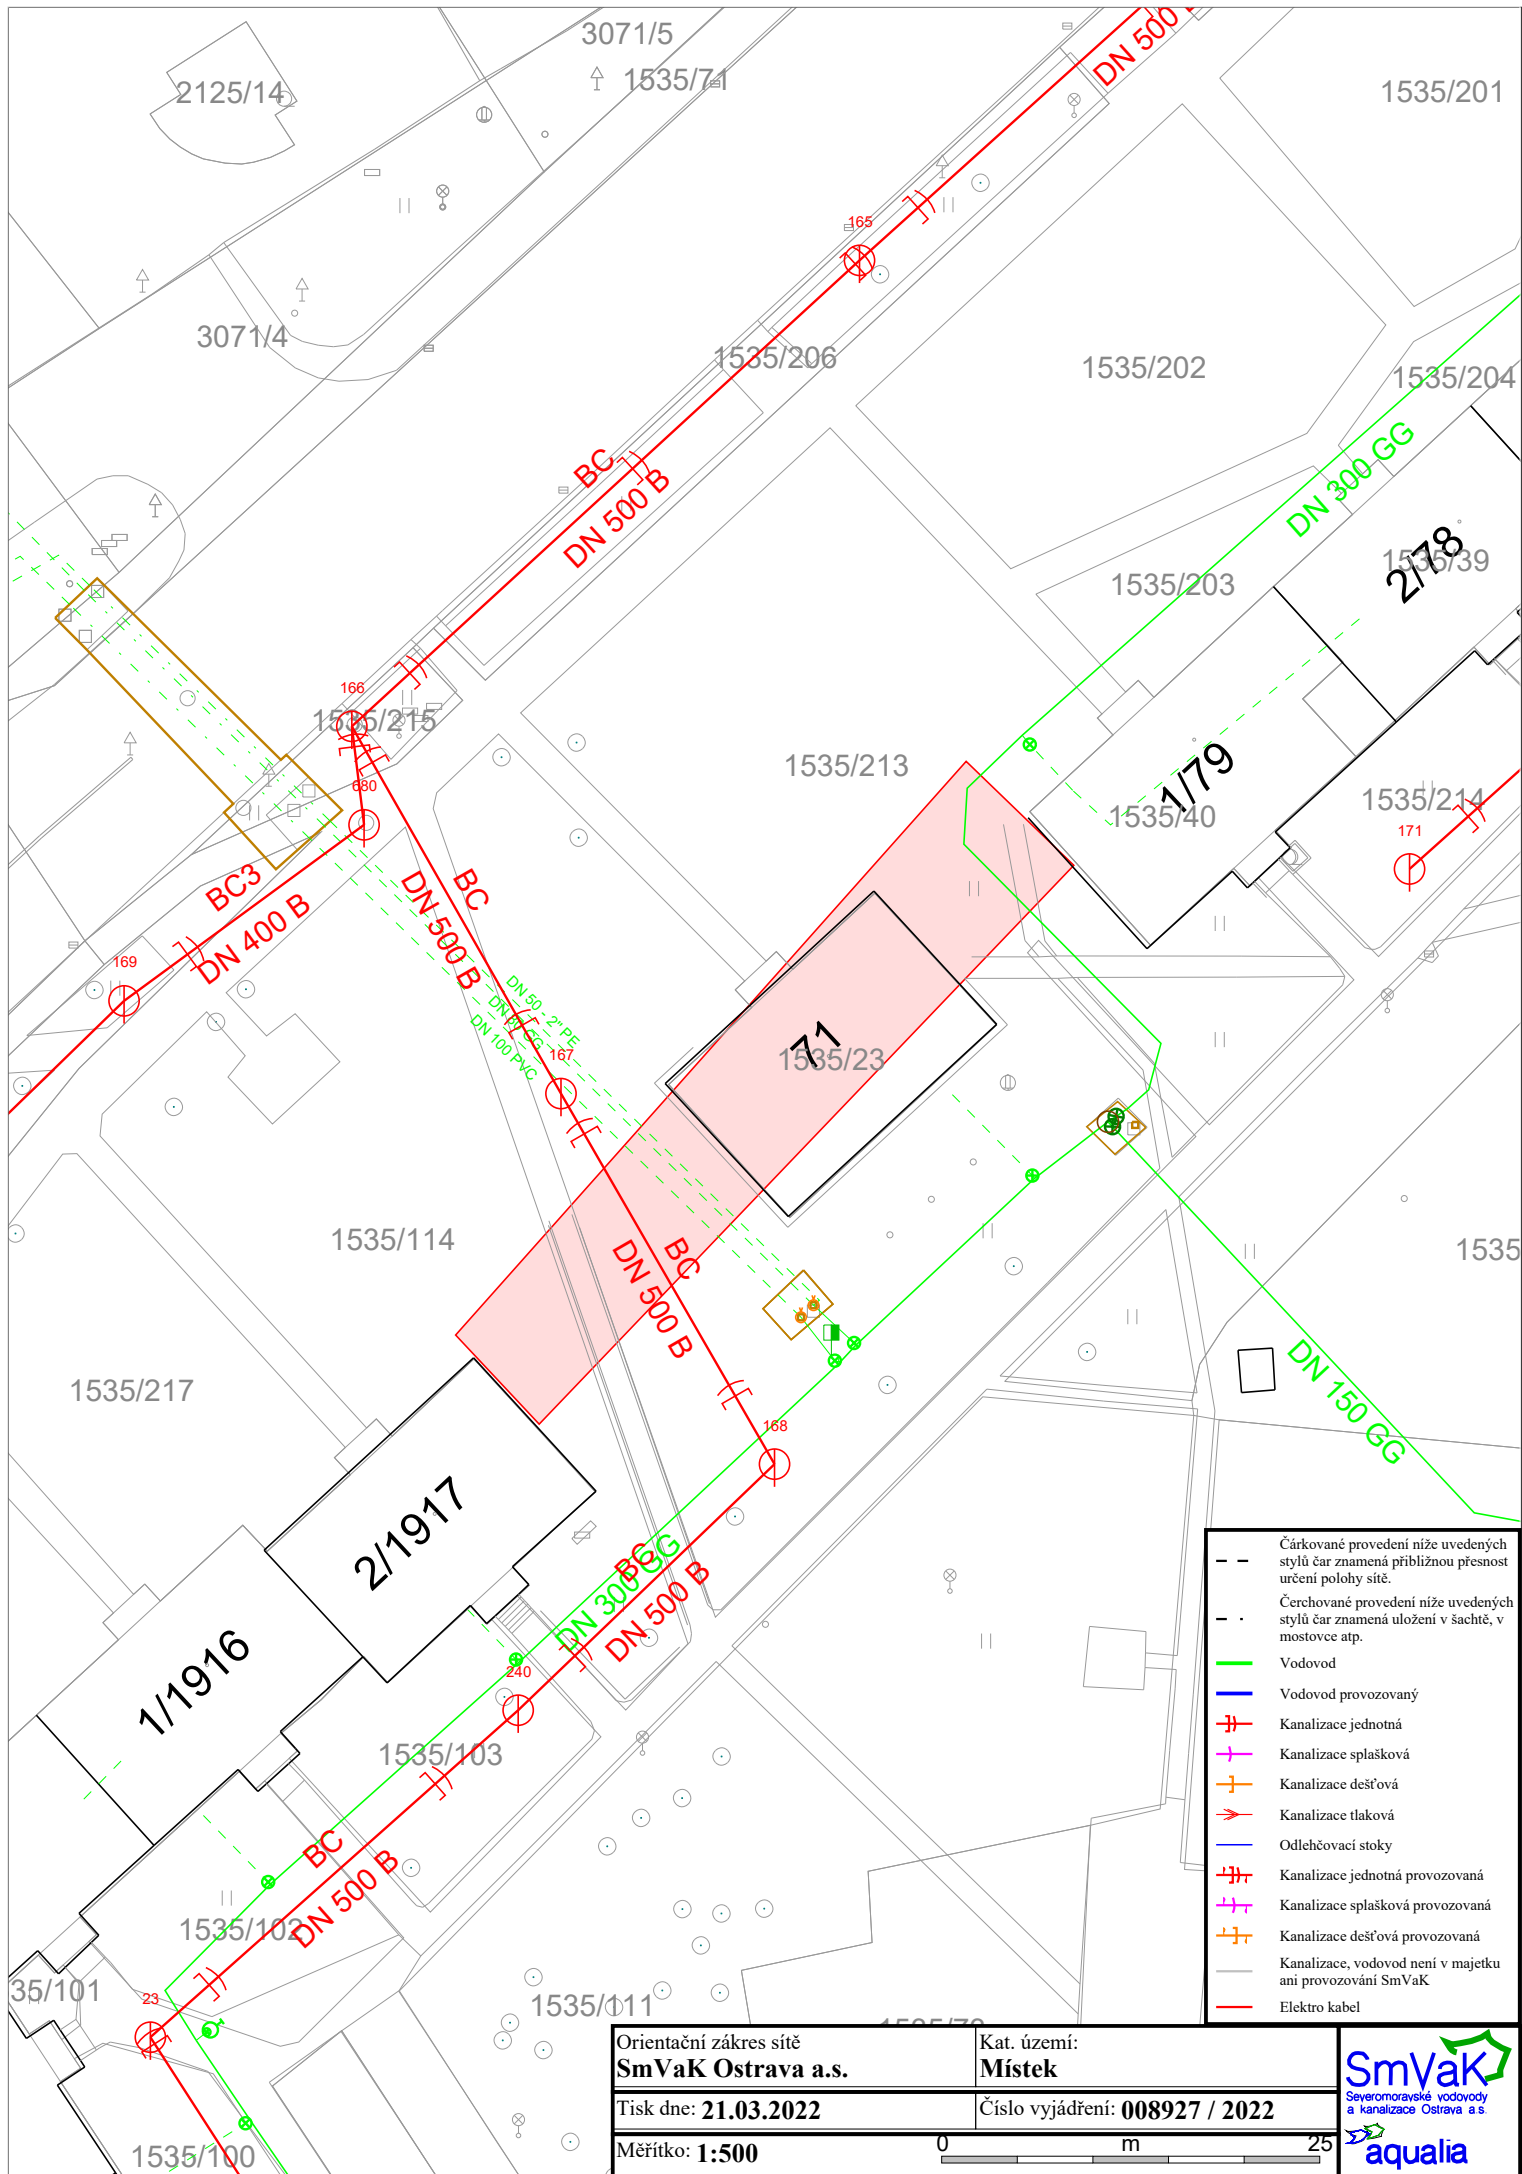 3071/5
DN 500
2125/14
1535/71
1535/201
165
3071/4
1535/206
1535/202
1535/204
BC
DN 500 B
DN 300 GG
2/78
1535/39
1535/203
166
1535/215
1535/213
1/79
1535/40
1535/214
680
171
BC3
DN 400 B
BC
DN 500 B
169
DN 50 - 2" PE
DN 80 GG
DN 100 PVC
167
71
1535/23
1535/114
BC
DN 500 B
1535
1535/217
DN 150 GG
168
2/1917
BC
DN 300 GG
DN 500 B
1/1916
240
1535/103
BC
DN 500 B
1535/102
35/101
23
1535/111
1535/100
Čárkované provedení níže uvedených
stylů čar znamená přibližnou přesnost
určení polohy sítě.
Čerchované provedení níže uvedených
stylů čar znamená uložení v šachtě, v
mostovce atp.
Vodovod
Vodovod provozovaný
Kanalizace jednotná
Kanalizace splašková
Kanalizace dešťová
Kanalizace tlaková
Odlehčovací stoky
Kanalizace jednotná provozovaná
Kanalizace splašková provozovaná
Kanalizace dešťová provozovaná
Kanalizace, vodovod není v majetku
ani provozování SmVaK
Elektro kabel
Orientační zákres sítě
SmVaK Ostrava a.s.
Kat. území:
Místek
Tisk dne: 21.03.2022
Číslo vyjádření: 008927 / 2022
Měřítko: 1:500
0 m 25
SmVaK
Severomoravské vodovody
a kanalizace Ostrava a.s.
aqualia